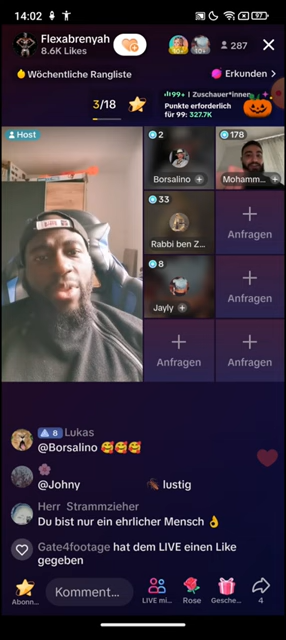 14:02
97
Flexabrenyah
8.6K Likes
287
Wöchentliche Rangliste
Erkunden >
3/18
99+ | Zuschauer*innen
Punkte erforderlich
für 99: 327.7K
Host
2
Borsalino +
178
Mohamm... +
33
Rabbi ben Z...
Anfragen
8
Jayly +
Anfragen
Anfragen
Anfragen
8 Lukas
@Borsalino 🥰🥰🥰
🌸
@Johny lustig
Herr Strammzieher
Du bist nur ein ehrlicher Mensch 👌
Gate4footage hat dem LIVE einen Like
gegeben
Komment...
Abonn...
LIVE mi...
Rose
Gesche...
4